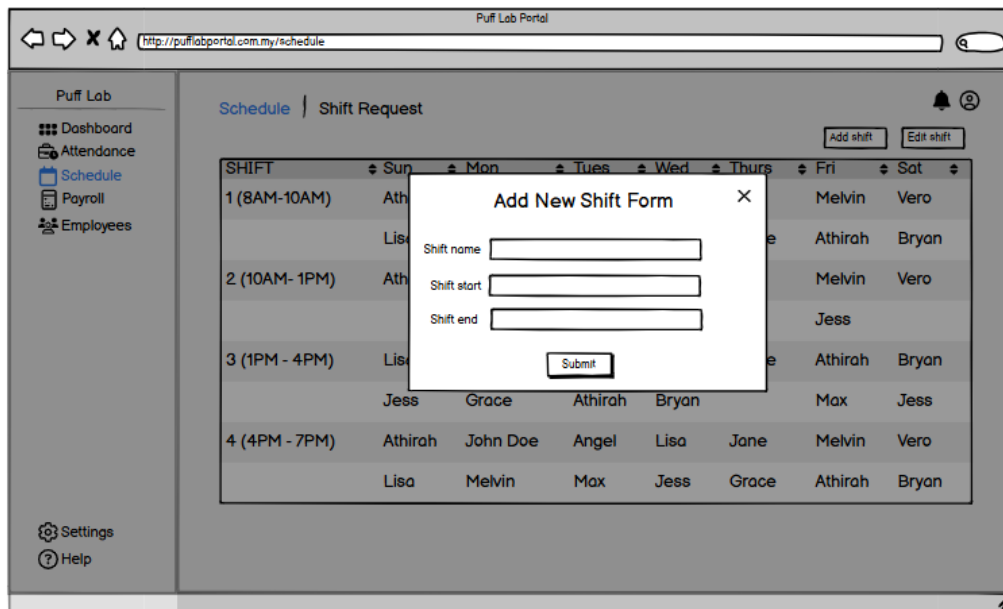 Puff Lab Portal
http://pufflabportal.com.my/schedule
Puff Lab
Dashboard
Attendance
Schedule
Payroll
Employees
Settings
Help
Schedule | Shift Request
Add shift Edit shift
SHIFT Sun Mon Tues Wed Thurs Fri Sat
1 (8AM-10AM) Ath Melvin Vero
Lis e Athirah Bryan
2 (10AM- 1PM) Ath Melvin Vero
Jess
3 (1PM - 4PM) Lis e Athirah Bryan
Jess Grace Athirah Bryan Max Jess
4 (4PM - 7PM) Athirah John Doe Angel Lisa Jane Melvin Vero
Lisa Melvin Max Jess Grace Athirah Bryan
Add New Shift Form
Shift name
Shift start
Shift end
Submit